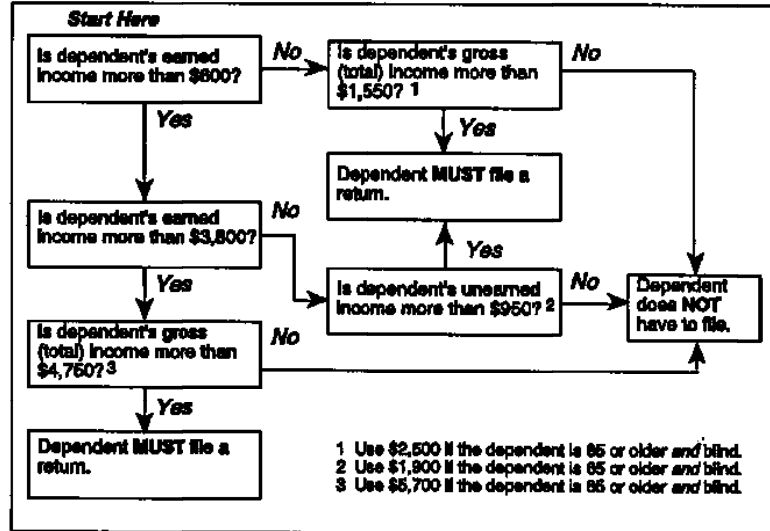 Start Here
Is dependent's earned
income more than $600?
No
Is dependent's gross
(total) income more than
$1,550? 1
No
Yes
Yes
Dependent MUST file a
return.
Is dependent's earned
income more than $3,800?
No
Yes
Yes
Is dependent's unearned
income more than $950? 2
No
Dependent
does NOT
have to file.
Is dependent's gross
(total) income more than
$4,750? 3
No
Yes
Dependent MUST file a
return.
1 Use $2,500 if the dependent is 65 or older and blind.
2 Use $1,900 if the dependent is 65 or older and blind.
3 Use $5,700 if the dependent is 65 or older and blind.